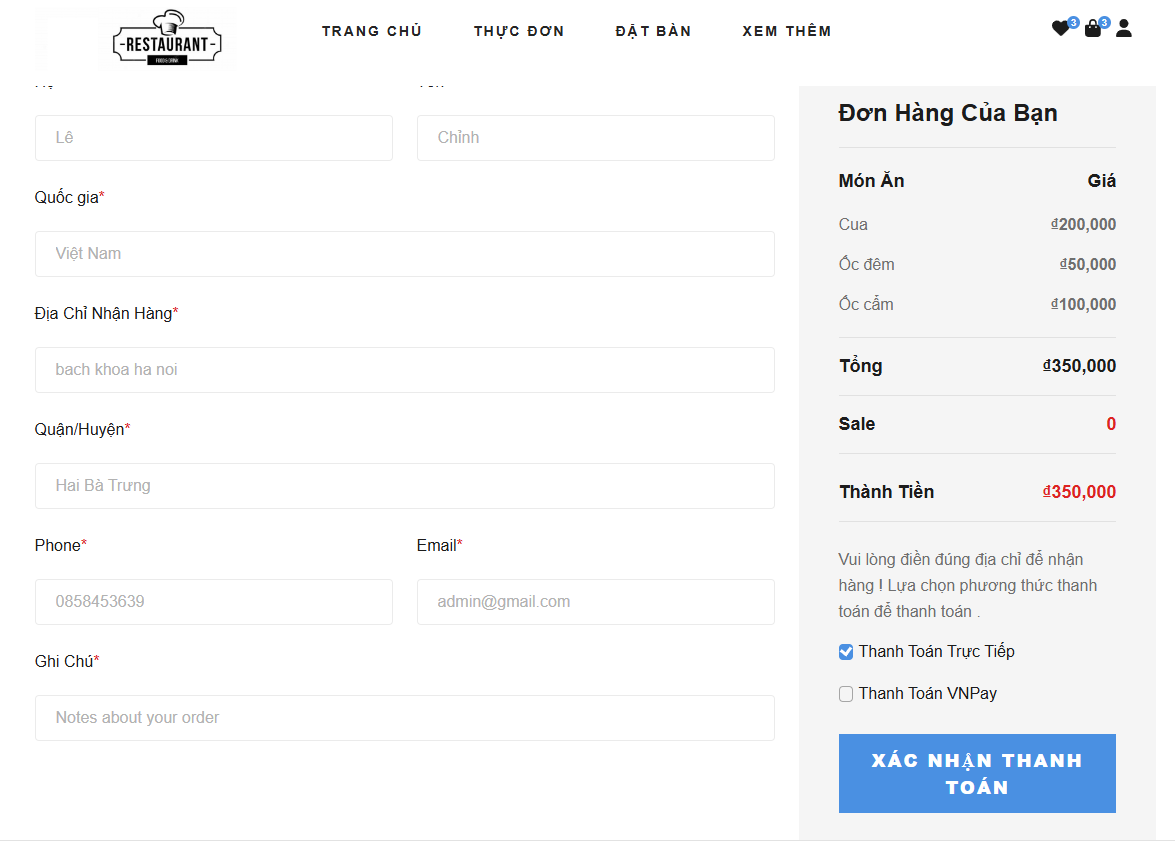 RESTAURANT
TRANG CHỦ
THỰC ĐƠN
ĐẶT BÀN
XEM THÊM
3
3
Lê
Chỉnh
Quốc gia*
Việt Nam
Địa Chỉ Nhận Hàng*
bach khoa ha noi
Quận/Huyện*
Hai Bà Trưng
Phone*
Email*
0858453639
admin@gmail.com
Ghi Chú*
Notes about your order
Đơn Hàng Của Bạn
Món Ăn Giá
Cua ₫200,000
Ốc đêm ₫50,000
Ốc cẩm ₫100,000
Tổng ₫350,000
Sale 0
Thành Tiền ₫350,000
Vui lòng điền đúng địa chỉ để nhận
hàng ! Lựa chọn phương thức thanh
toán để thanh toán .
Thanh Toán Trực Tiếp
Thanh Toán VNPay
XÁC NHẬN THANH
TOÁN